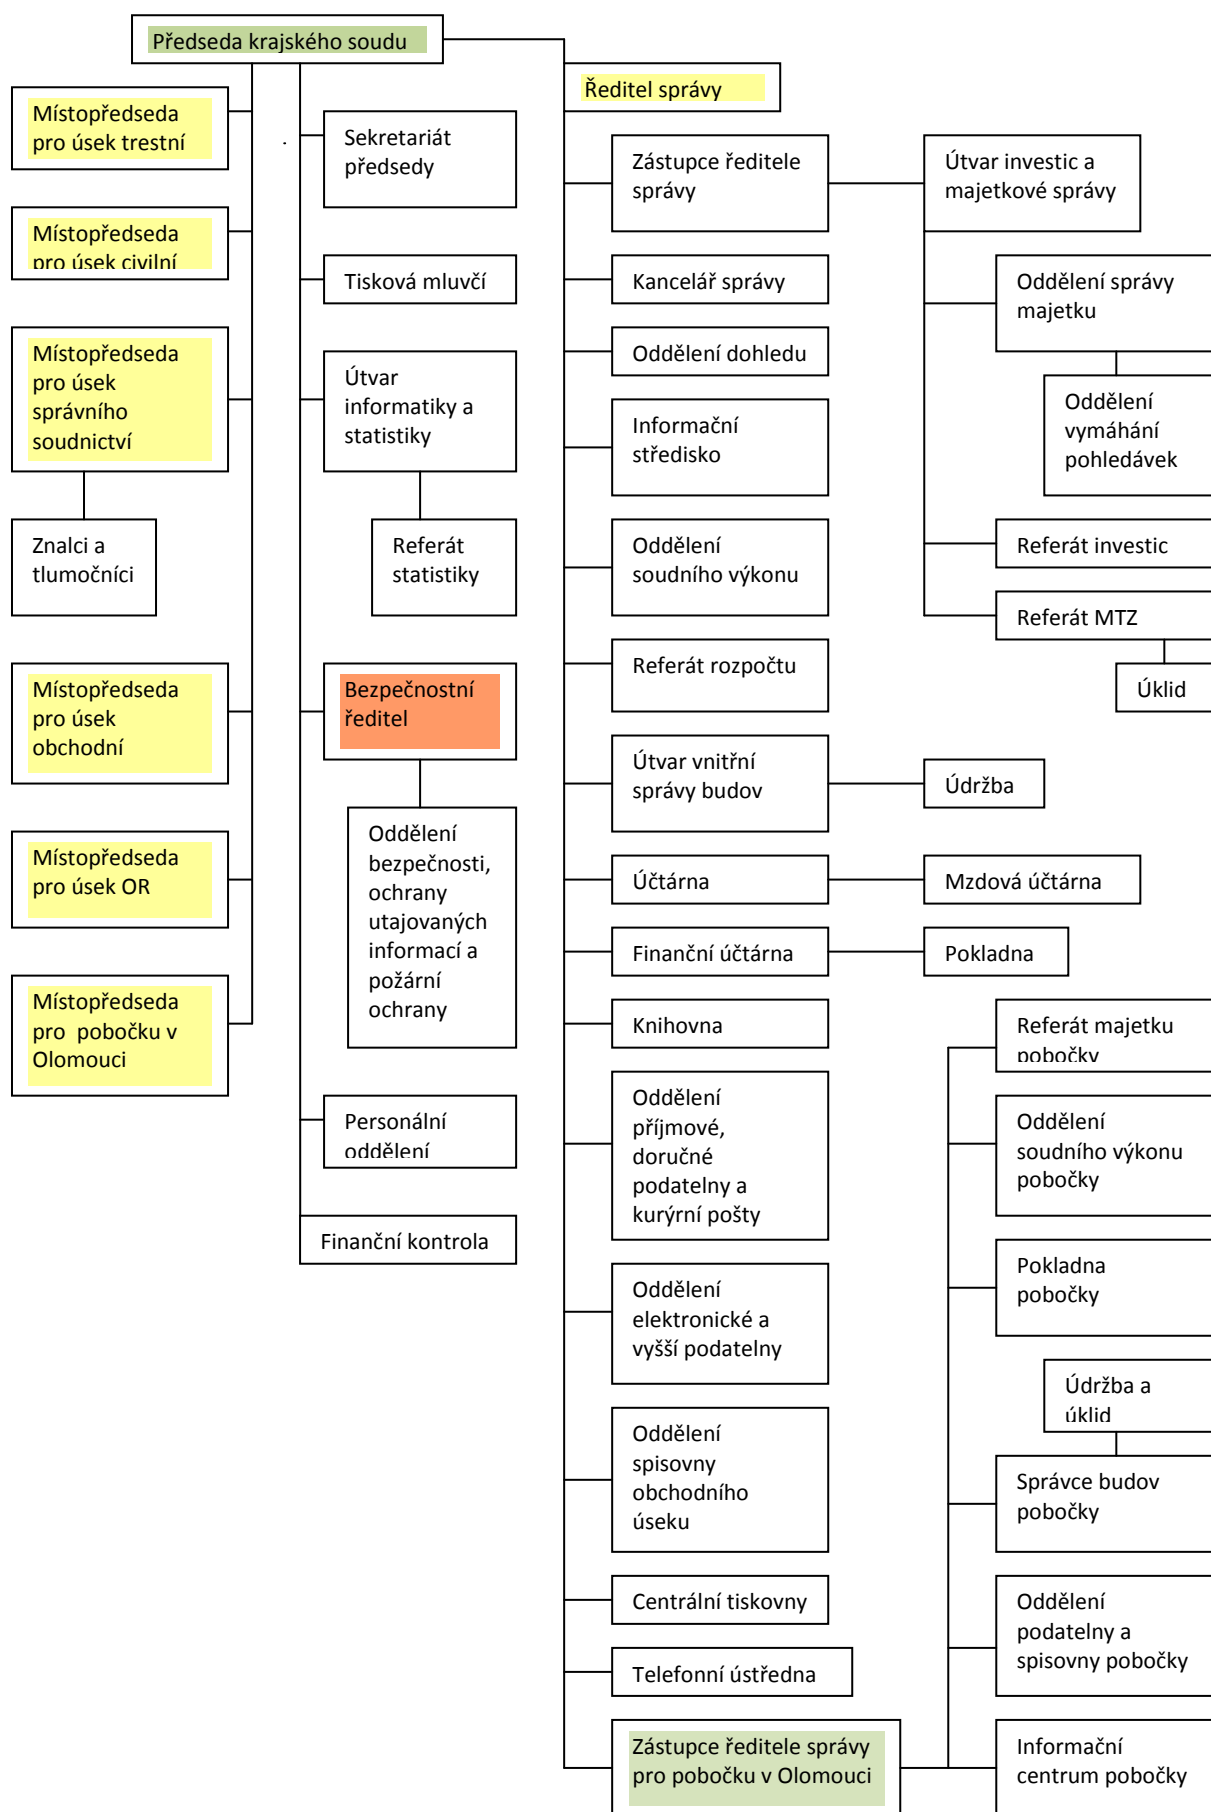 Předseda krajského soudu
Místopředseda
pro úsek trestní
Místopředseda
pro úsek civilní
Místopředseda
pro úsek
správního
soudnictví
Znalci a
tlumočníci
Místopředseda
pro úsek
obchodní
Místopředseda
pro úsek OR
Místopředseda
pro pobočku v
Olomouci
.
Sekretariát
předsedy
Tisková mluvčí
Útvar
informatiky a
statistiky
Referát
statistiky
Bezpečnostní
ředitel
Oddělení
bezpečnosti,
ochrany
utajovaných
informací a
požární
ochrany
Personální
oddělení
Finanční kontrola
Ředitel správy
Zástupce ředitele
správy
Kancelář správy
Oddělení dohledu
Informační
středisko
Oddělení
soudního výkonu
Referát rozpočtu
Útvar vnitřní
správy budov
Účtárna
Finanční účtárna
Knihovna
Oddělení
příjmové,
doručné
podatelny a
kurýrní pošty
Oddělení
elektronické a
vyšší podatelny
Oddělení
spisovny
obchodního
úseku
Centrální tiskovny
Telefonní ústředna
Zástupce ředitele správy
pro pobočku v Olomouci
Útvar investic a
majetkové správy
Oddělení správy
majetku
Oddělení
vymáhání
pohledávek
Referát investic
Referát MTZ
Úklid
Údržba
Mzdová účtárna
Pokladna
Referát majetku
pobočky
Oddělení
soudního výkonu
pobočky
Pokladna
pobočky
Údržba a
úklid
Správce budov
pobočky
Oddělení
podatelny a
spisovny pobočky
Informační
centrum pobočky